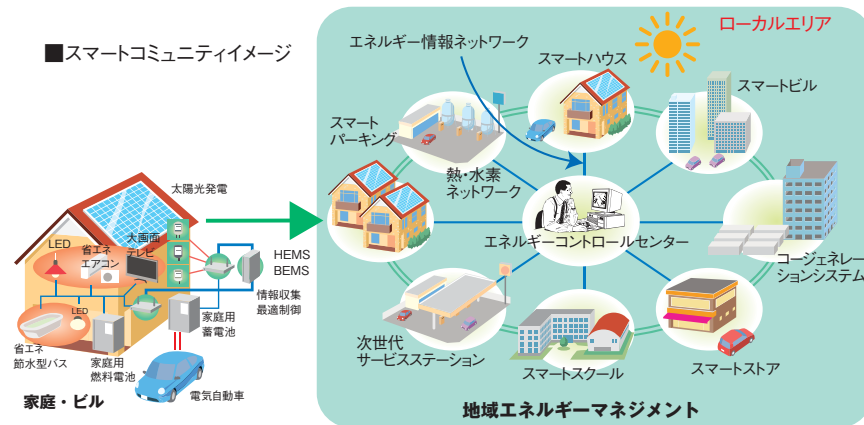 ■スマートコミュニティイメージ
太陽光発電
LED
省エネ
エアコン
大画面
テレビ
HEMS
BEMS
情報収集
最適制御
LED
省エネ
節水型バス
家庭用
燃料電池
家庭用
蓄電池
電気自動車
家庭・ビル
ローカルエリア
エネルギー情報ネットワーク
スマートハウス
スマートビル
スマート
パーキング
熱・水素
ネットワーク
エネルギーコントロールセンター
コージェネレー
ションシステム
次世代
サービスステーション
スマートスクール
スマートストア
地域エネルギーマネジメント